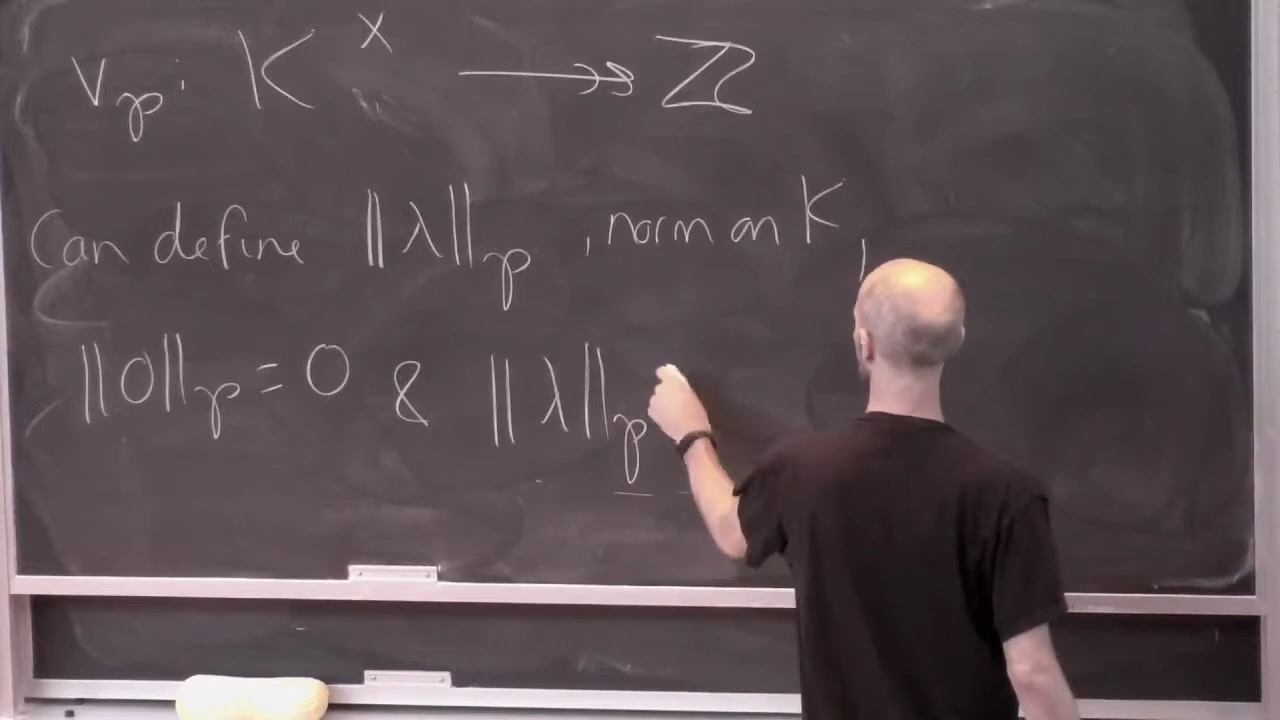 v_𝔭 : K^× ↠ ℤ
Can define ‖λ‖_𝔭 , norm on K,
‖0‖_𝔭 = 0 & ‖λ‖_𝔭